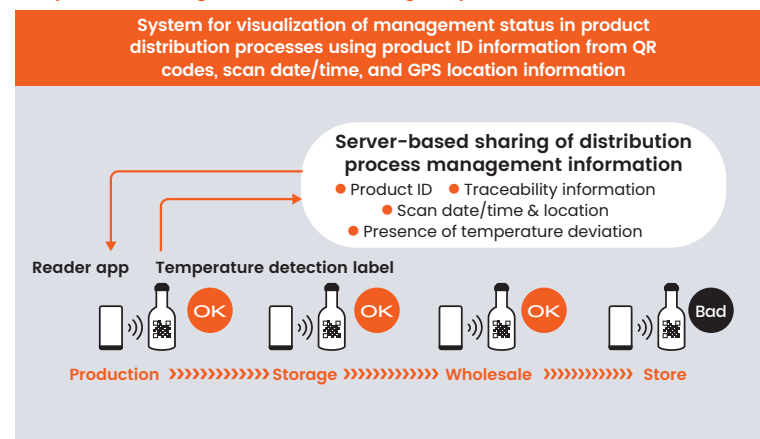 System for visualization of management status in product
distribution processes using product ID information from QR
codes, scan date/time, and GPS location information
Server-based sharing of distribution
process management information
● Product ID ● Traceability information
● Scan date/time & location
● Presence of temperature deviation
Reader app Temperature detection label
OK OK OK Bad
Production Storage Wholesale Store